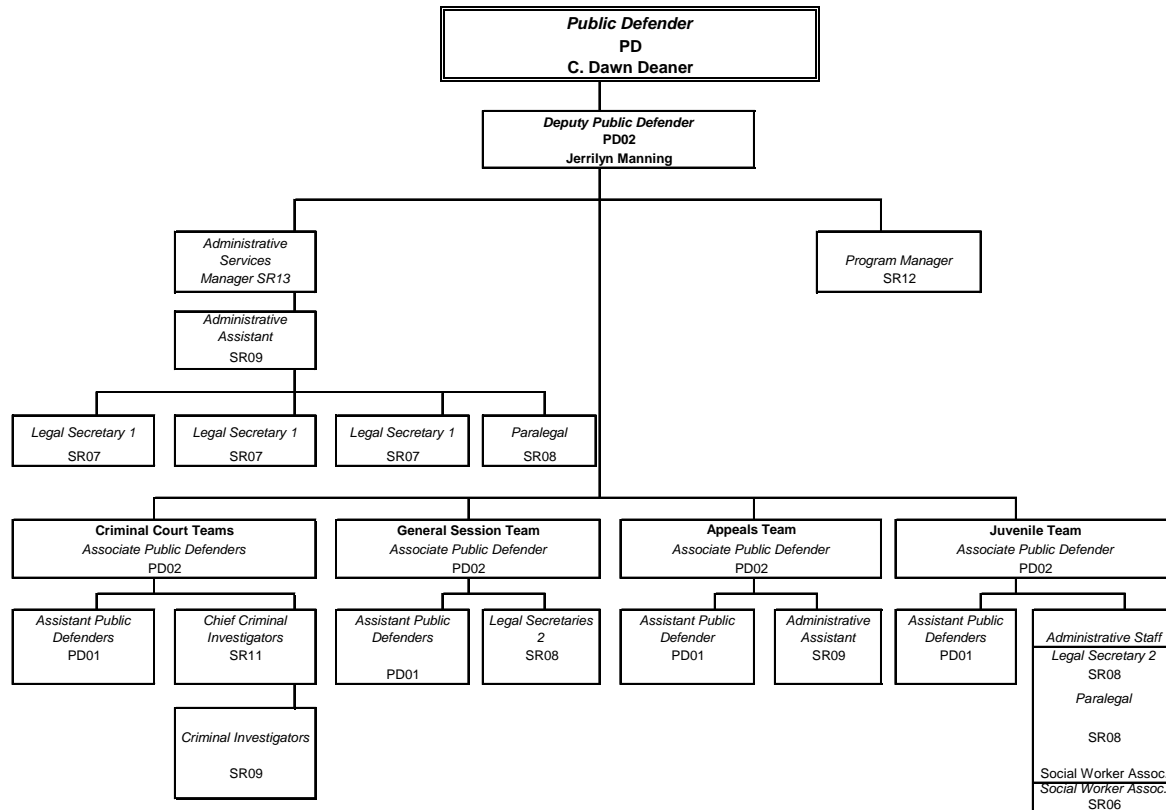 Public Defender
PD
C. Dawn Deaner
Deputy Public Defender
PD02
Jerrilyn Manning
Administrative
Services
Manager SR13
Program Manager
SR12
Administrative
Assistant
SR09
Legal Secretary 1
SR07
Legal Secretary 1
SR07
Legal Secretary 1
SR07
Paralegal
SR08
Criminal Court Teams
Associate Public Defenders
PD02
General Session Team
Associate Public Defender
PD02
Appeals Team
Associate Public Defender
PD02
Juvenile Team
Associate Public Defender
PD02
Assistant Public
Defenders
PD01
Chief Criminal
Investigators
SR11
Assistant Public
Defenders
PD01
Legal Secretaries
2
SR08
Assistant Public
Defender
PD01
Administrative
Assistant
SR09
Assistant Public
Defenders
PD01
Administrative Staff
Legal Secretary 2
SR08
Paralegal
SR08
Social Worker Assoc.
Social Worker Assoc.
SR06
Criminal Investigators
SR09